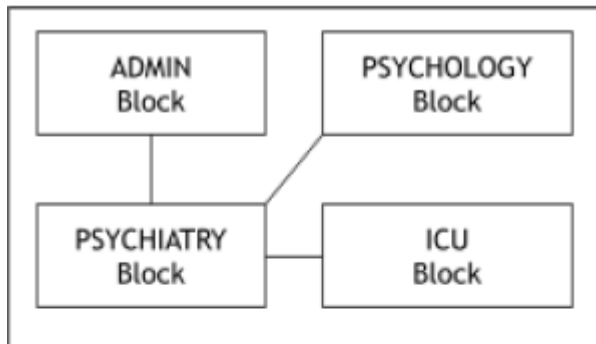 ADMIN
Block
PSYCHOLOGY
Block
PSYCHIATRY
Block
ICU
Block